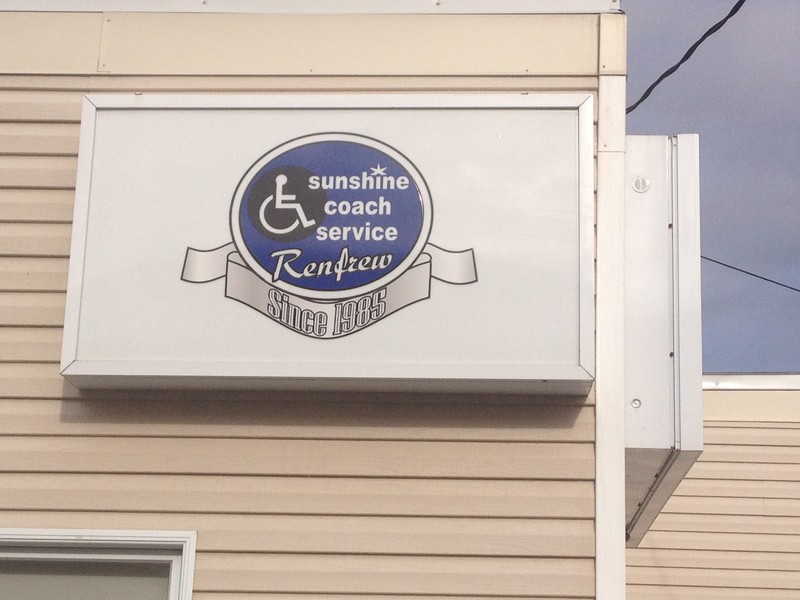 sunshine
coach
service
Renfrew
Since 1985